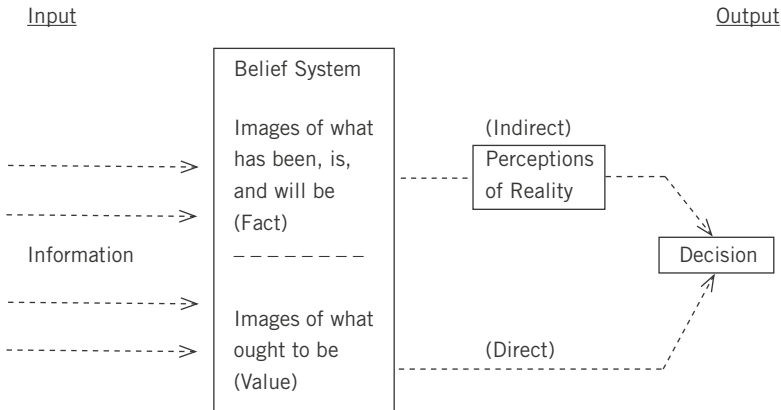 Input
Output
Belief System
Images of what
has been, is,
and will be
(Fact)
Information
Images of what
ought to be
(Value)
(Indirect)
Perceptions
of Reality
Decision
(Direct)